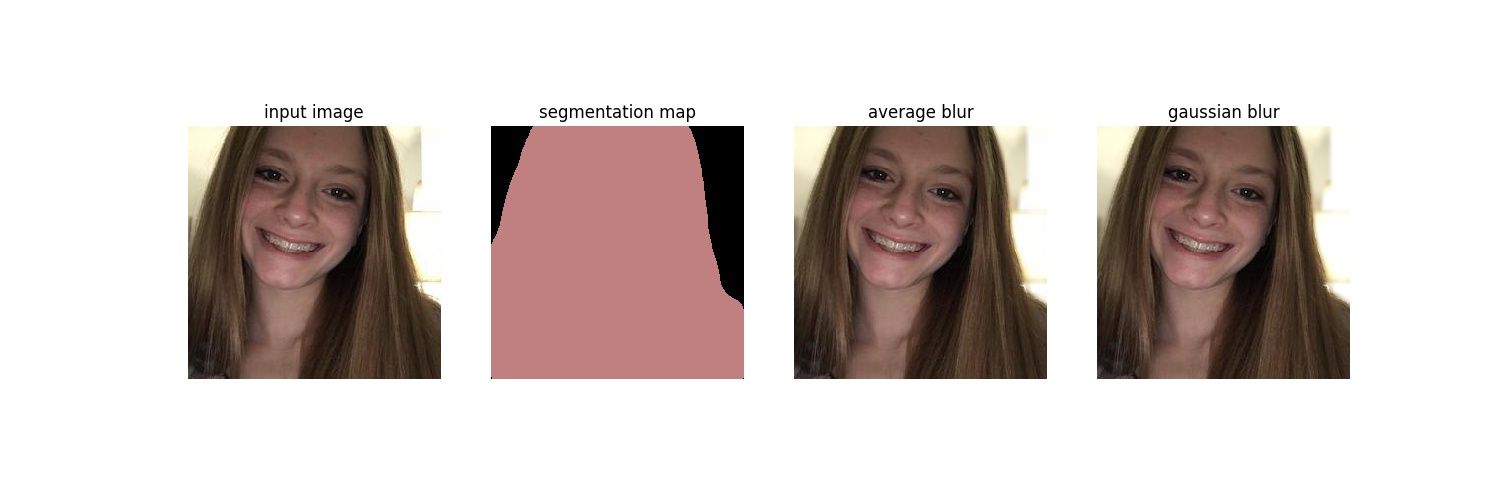 input image
segmentation map
average blur
gaussian blur